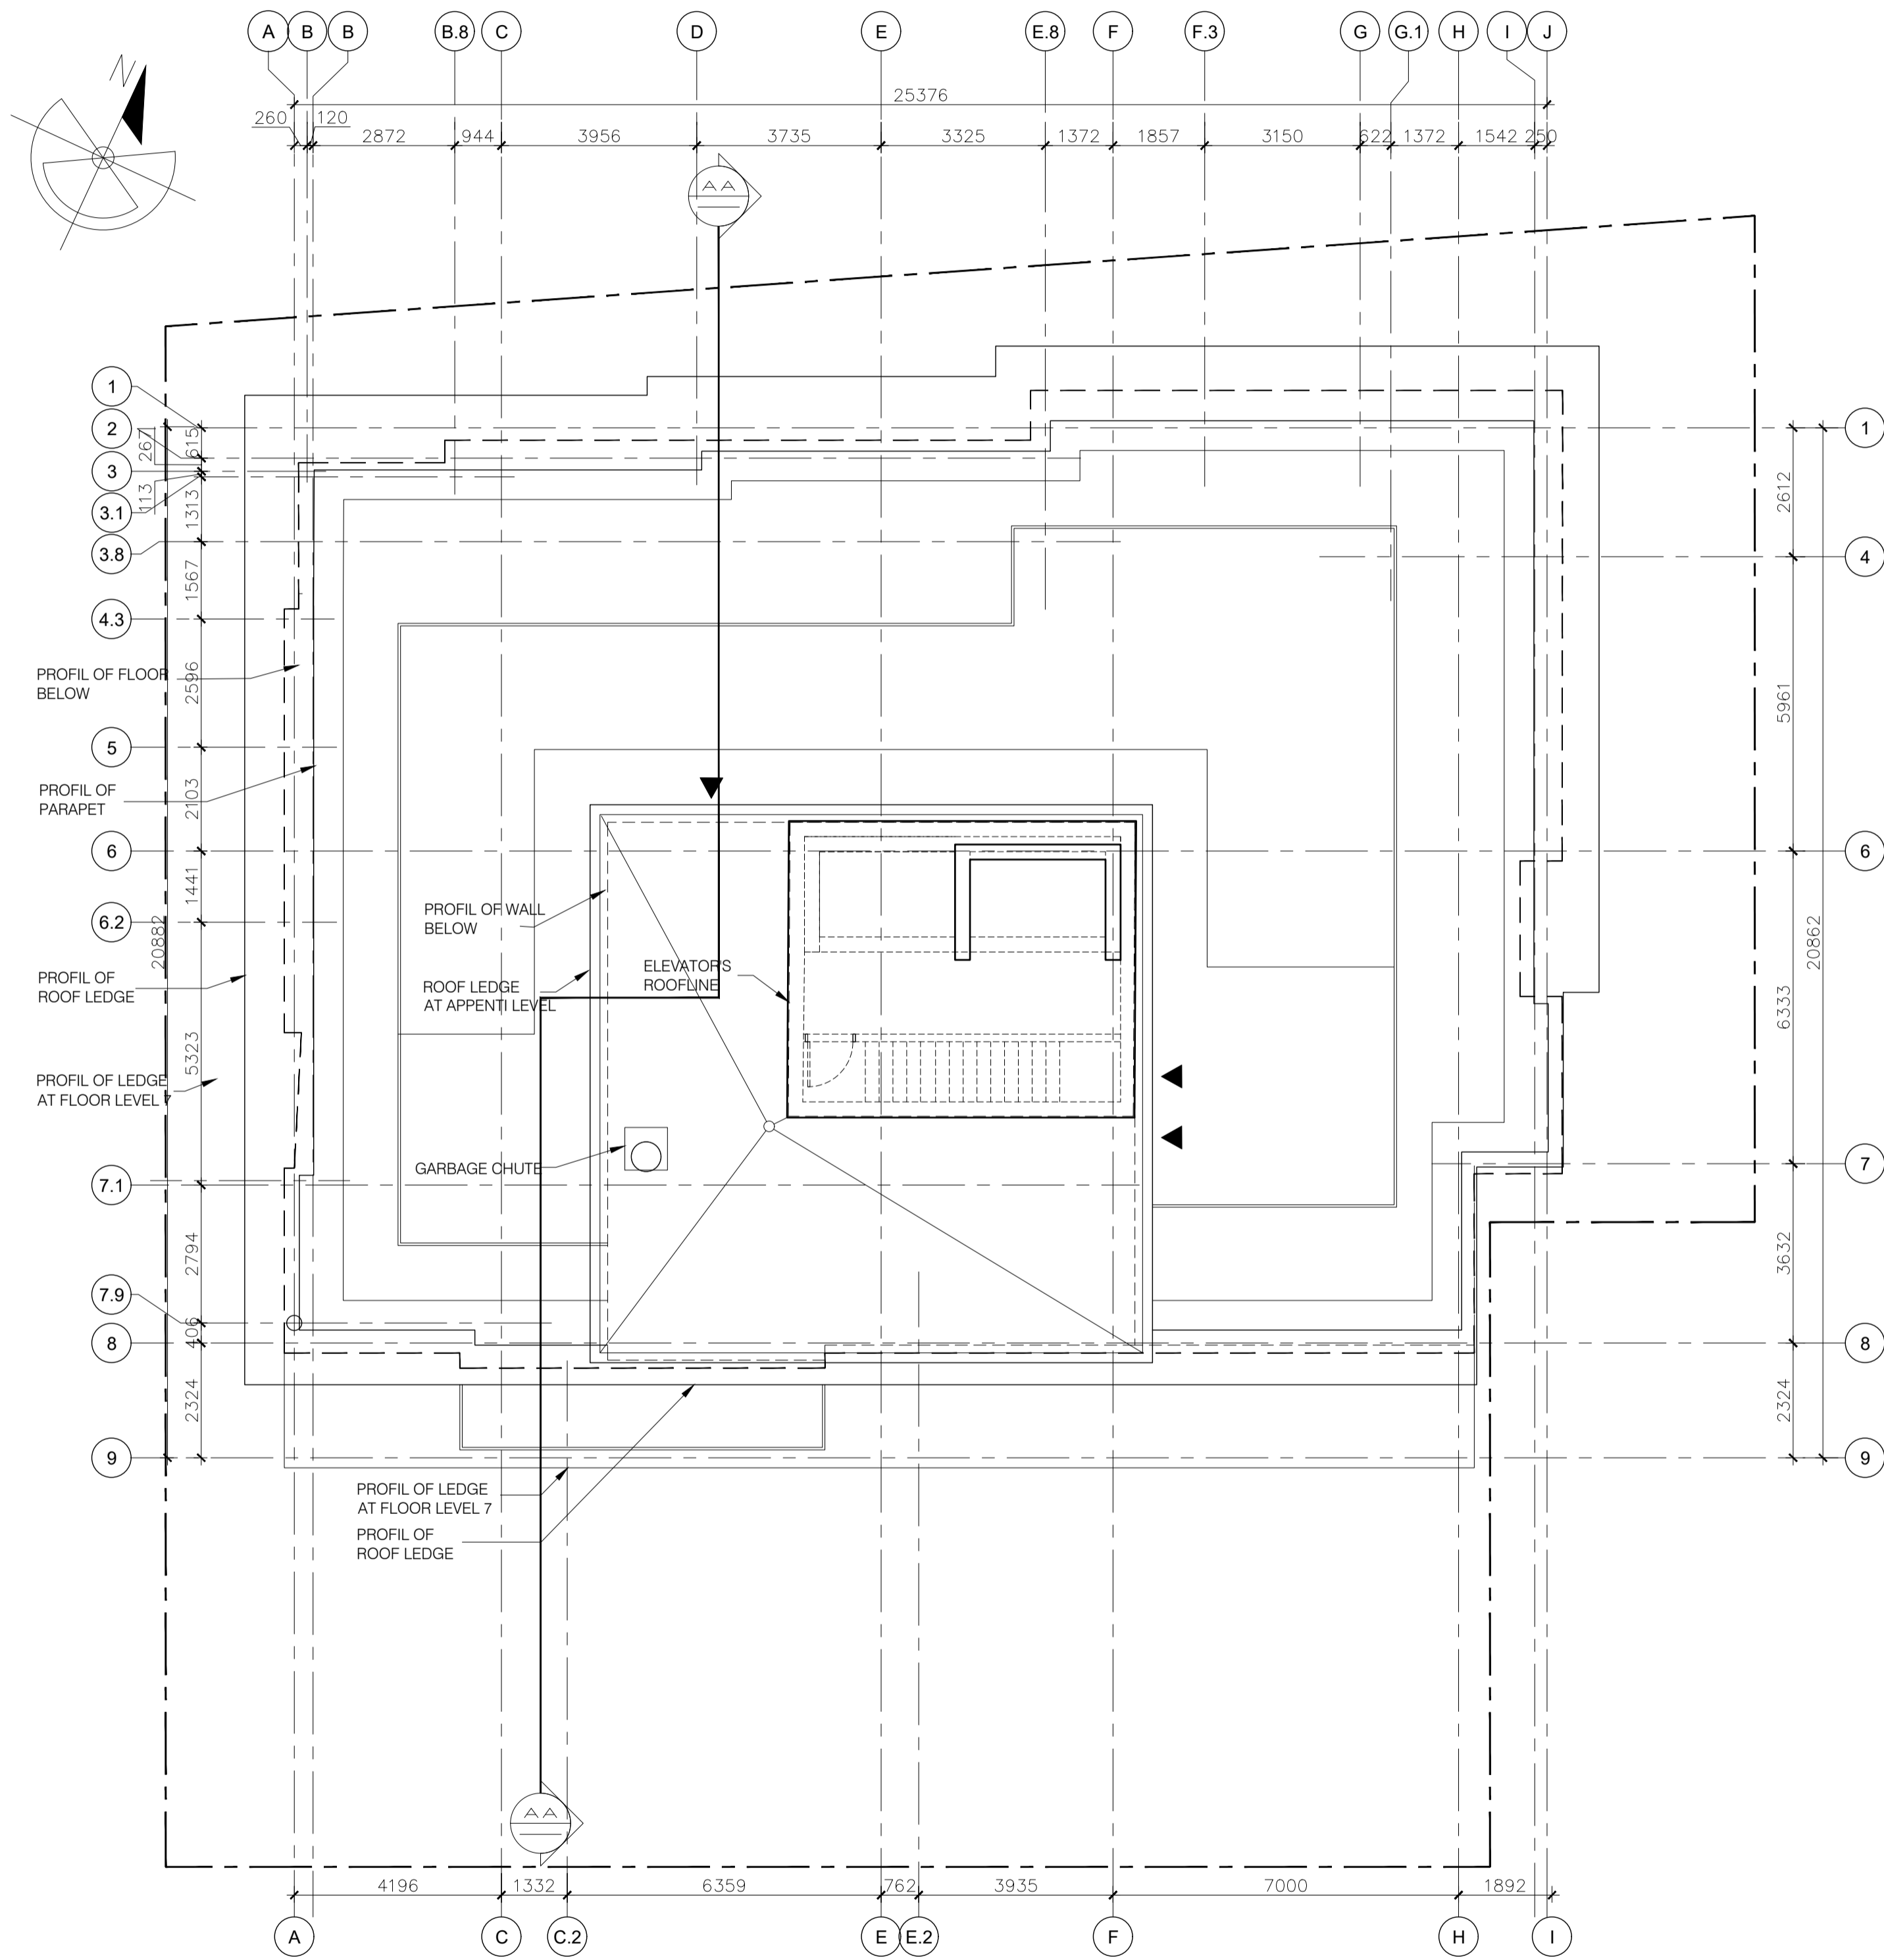 A B B B.8 C D E E.8 F F.3 G G.1 H I J
N
25376
260 120 2872 944 3956 3735 3325 1372 1857 3150 622 1372 1542 250
AA
1
2
3
3.1
3.8
4.3
5
6
6.2
7.1
7.9
8
9
267
615
113
1313
1567
2596
2103
1441
20882
5323
2794
406
2324
PROFIL OF FLOOR
BELOW
PROFIL OF
PARAPET
PROFIL OF
ROOF LEDGE
PROFIL OF LEDGE
AT FLOOR LEVEL 7
PROFIL OF WALL
BELOW
ROOF LEDGE
AT APPENTI LEVEL
ELEVATOR'S
ROOFLINE
GARBAGE CHUTE
PROFIL OF LEDGE
AT FLOOR LEVEL 7
PROFIL OF
ROOF LEDGE
1
4
6
7
8
9
2612
5961
20862
6333
3632
2324
AA
4196 1332 6359 762 3935 7000 1892
A C C.2 E E.2 F H I